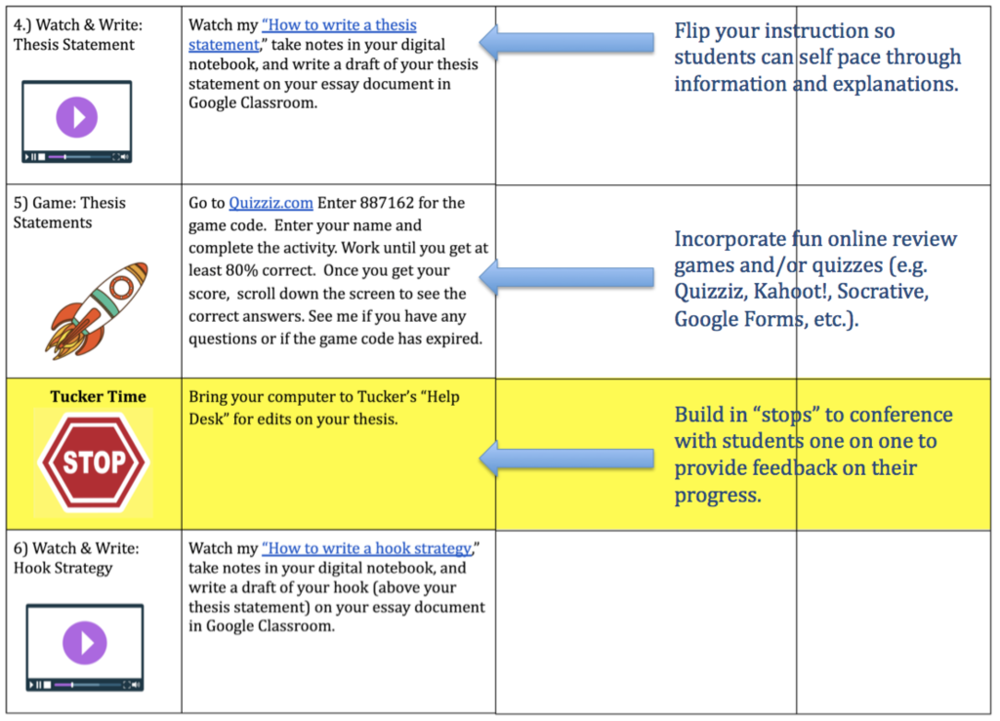 4.) Watch & Write:
Thesis Statement
Watch my “How to write a thesis
statement,” take notes in your digital
notebook, and write a draft of your thesis
statement on your essay document in
Google Classroom.
Flip your instruction so
students can self pace through
information and explanations.
5) Game: Thesis
Statements
Go to Quizziz.com Enter 887162 for the
game code.  Enter your name and
complete the activity. Work until you get at
least 80% correct.  Once you get your
score,  scroll down the screen to see the
correct answers. See me if you have any
questions or if the game code has expired.
Incorporate fun online review
games and/or quizzes (e.g.
Quizziz, Kahoot!, Socrative,
Google Forms, etc.).
Tucker Time
STOP
Bring your computer to Tucker’s “Help
Desk” for edits on your thesis.
Build in “stops” to conference
with students one on one to
provide feedback on their
progress.
6) Watch & Write:
Hook Strategy
Watch my “How to write a hook strategy,”
take notes in your digital notebook, and
write a draft of your hook (above your
thesis statement) on your essay document
in Google Classroom.